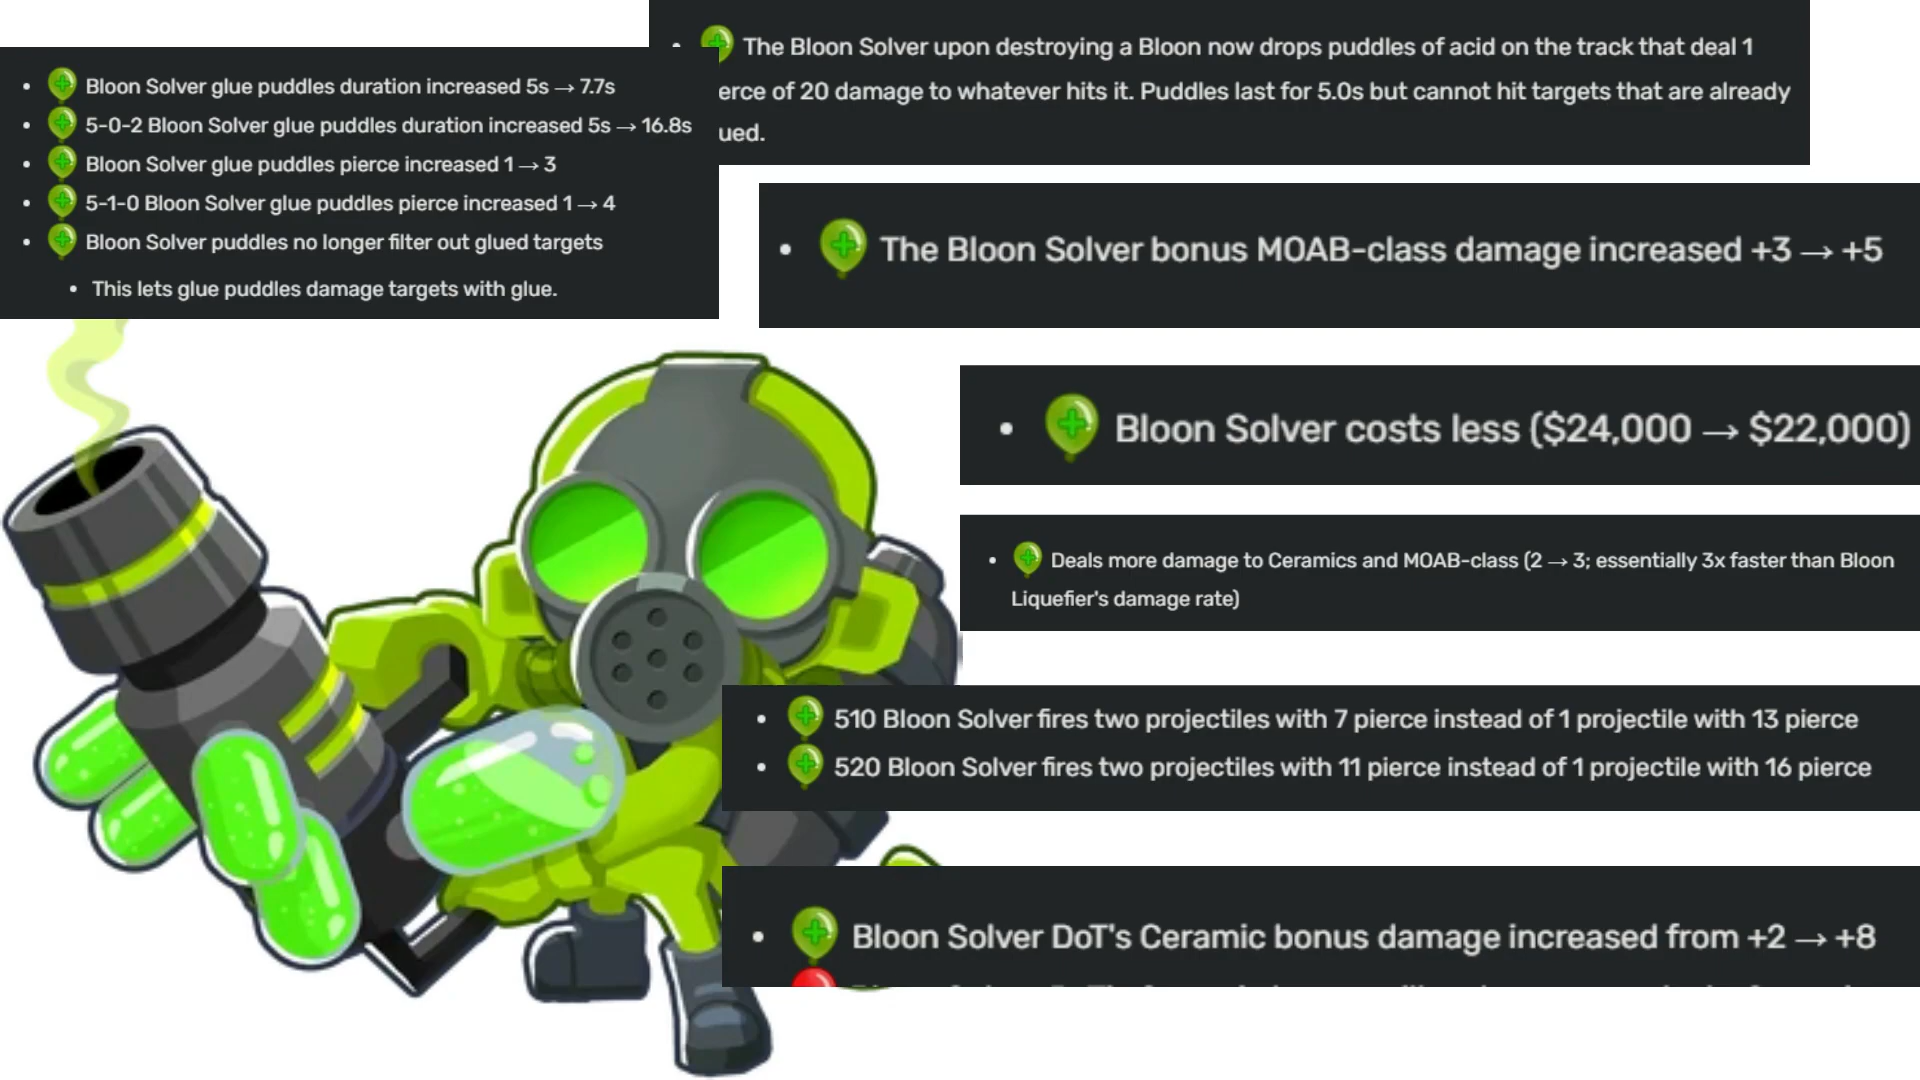 The Bloon Solver upon destroying a Bloon now drops puddles of acid on the track that deal 1
erce of 20 damage to whatever hits it. Puddles last for 5.0s but cannot hit targets that are already
ued.
Bloon Solver glue puddles duration increased 5s → 7.7s
5-0-2 Bloon Solver glue puddles duration increased 5s → 16.8s
Bloon Solver glue puddles pierce increased 1 → 3
5-1-0 Bloon Solver glue puddles pierce increased 1 → 4
Bloon Solver puddles no longer filter out glued targets
This lets glue puddles damage targets with glue.
The Bloon Solver bonus MOAB-class damage increased +3 → +5
Bloon Solver costs less ($24,000 → $22,000)
Deals more damage to Ceramics and MOAB-class (2 → 3; essentially 3x faster than Bloon
Liquefier's damage rate)
510 Bloon Solver fires two projectiles with 7 pierce instead of 1 projectile with 13 pierce
520 Bloon Solver fires two projectiles with 11 pierce instead of 1 projectile with 16 pierce
Bloon Solver DoT's Ceramic bonus damage increased from +2 → +8